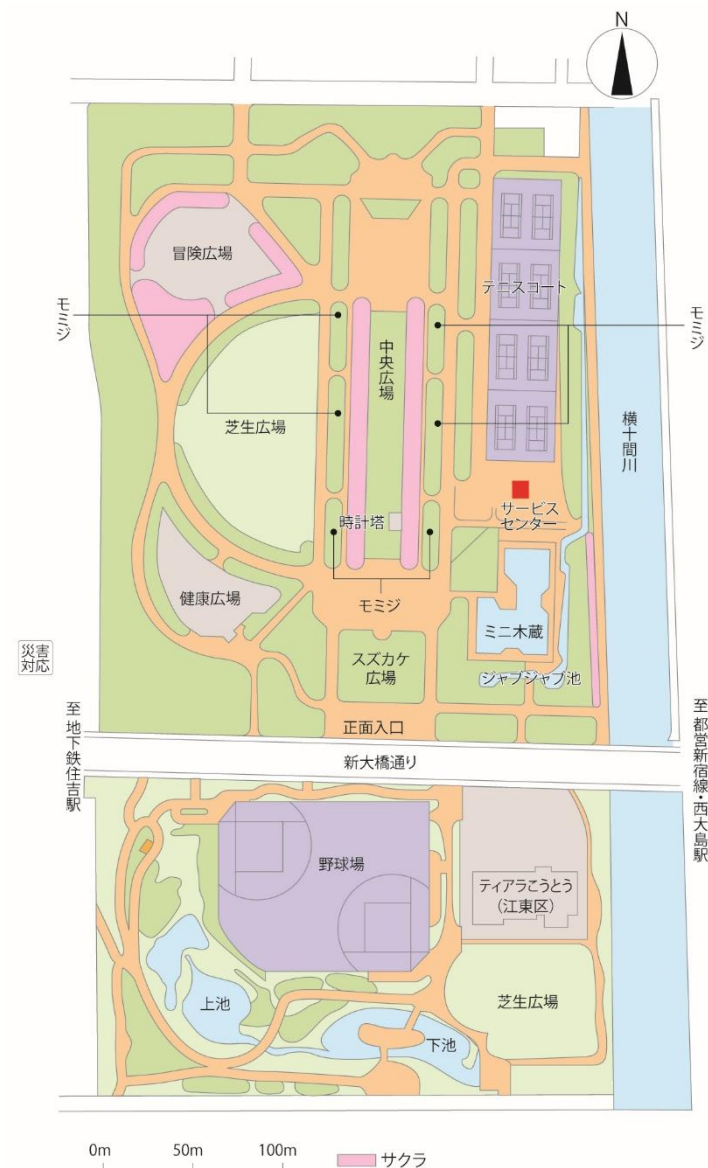 N
冒険広場
モミジ
テニスコート
モミジ
中央広場
芝生広場
横十間川
サービス
センター
時計塔
健康広場
モミジ
ミニ木蔵
スズカケ
広場
ジャブジャブ池
災害
対応
至地下鉄住吉駅
正面入口
新大橋通り
至都営新宿線・西大島駅
野球場
ティアラこうとう
(江東区)
上池
芝生広場
下池
0m 50m 100m
サクラ